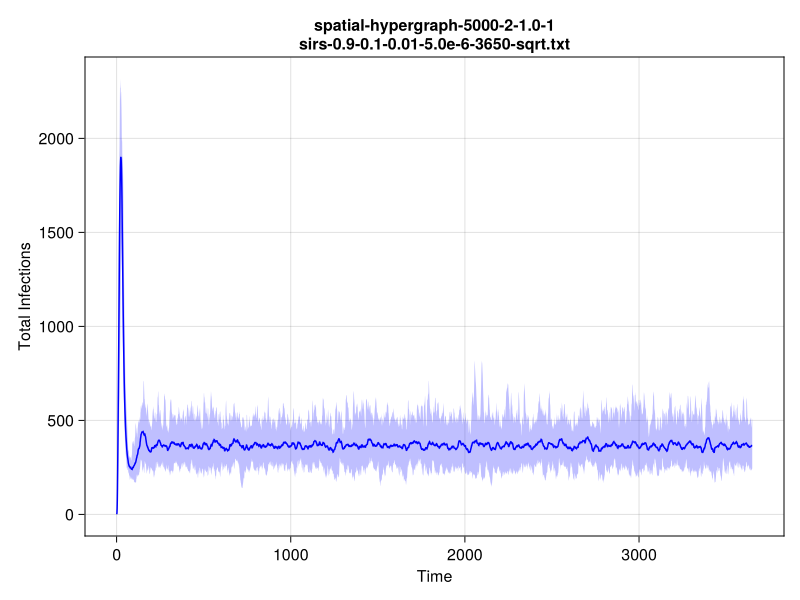 spatial-hypergraph-5000-2-1.0-1
sirs-0.9-0.1-0.01-5.0e-6-3650-sqrt.txt
Total Infections
2000
1500
1000
500
0
0 1000 2000 3000
Time